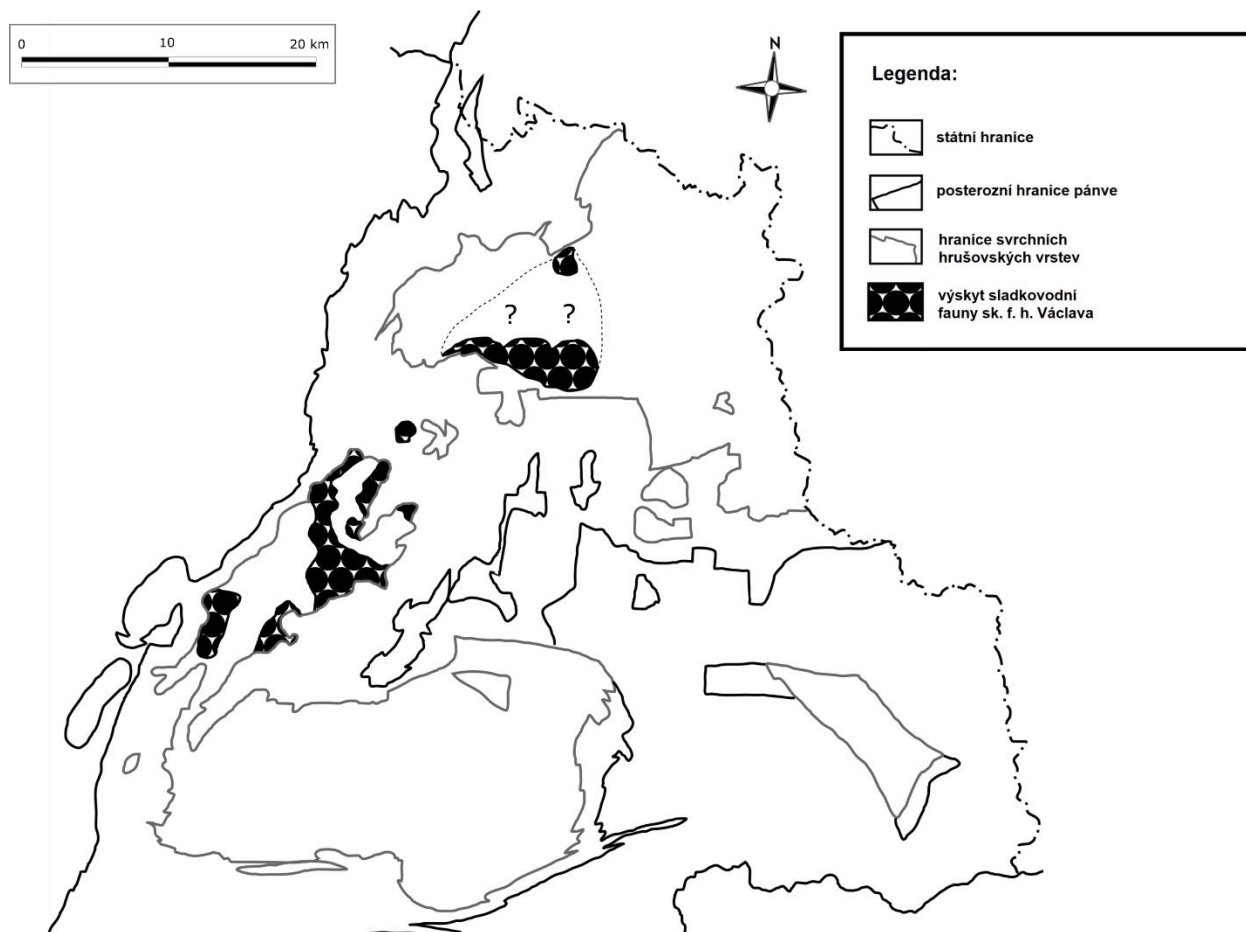 0 10 20 km
N
Legenda:
státní hranice
posterozní hranice pánve
hranice svrchních
hrušovských vrstev
výskyt sladkovodní
fauny sk. f. h. Václava
? ?